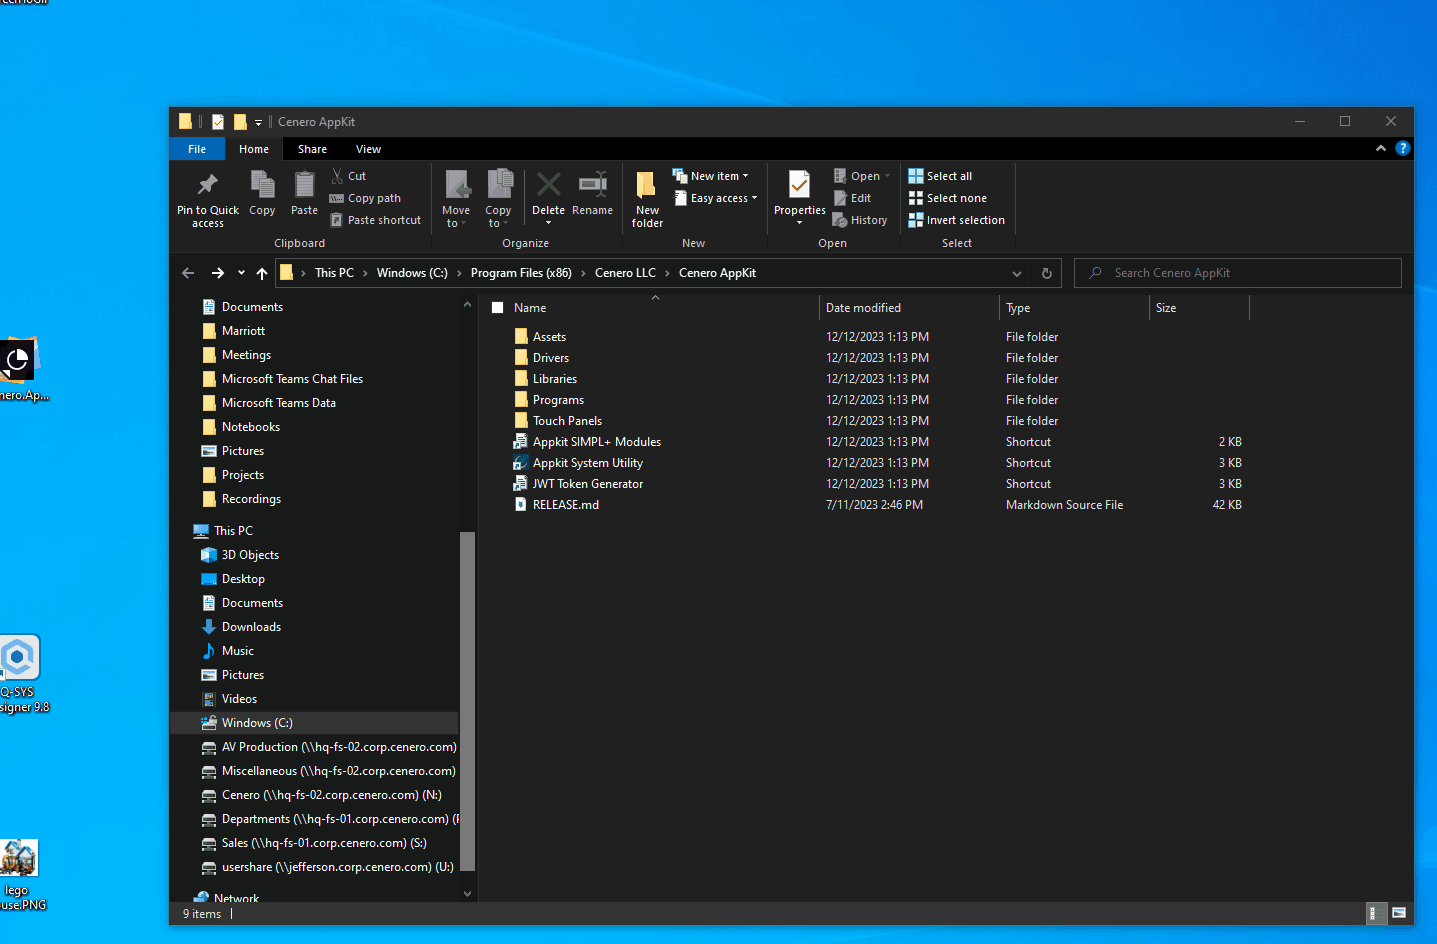 Cenero AppKit
File Home Share View
Pin to Quick access
Copy
Paste
Cut
Copy path
Paste shortcut
Clipboard
Move to
Copy to
Delete
Rename
Organize
New folder
New item
Easy access
New
Properties
Open
Edit
History
Open
Select all
Select none
Invert selection
Select
This PC › Windows (C:) › Program Files (x86) › Cenero LLC › Cenero AppKit
Search Cenero AppKit
Documents
Marriott
Meetings
Microsoft Teams Chat Files
Microsoft Teams Data
Notebooks
Pictures
Projects
Recordings
This PC
3D Objects
Desktop
Documents
Downloads
Music
Pictures
Videos
Windows (C:)
AV Production (\\hq-fs-02.corp.cenero.com)
Miscellaneous (\\hq-fs-02.corp.cenero.com)
Cenero (\\hq-fs-02.corp.cenero.com) (N:)
Departments (\\hq-fs-01.corp.cenero.com)
Sales (\\hq-fs-01.corp.cenero.com) (S:)
usershare (\\jefferson.corp.cenero.com) (U:)
Network
Name Date modified Type Size
Assets 12/12/2023 1:13 PM File folder
Drivers 12/12/2023 1:13 PM File folder
Libraries 12/12/2023 1:13 PM File folder
Programs 12/12/2023 1:13 PM File folder
Touch Panels 12/12/2023 1:13 PM File folder
Appkit SIMPL+ Modules 12/12/2023 1:13 PM Shortcut 2 KB
Appkit System Utility 12/12/2023 1:13 PM Shortcut 3 KB
JWT Token Generator 12/12/2023 1:13 PM Shortcut 3 KB
RELEASE.md 7/11/2023 2:46 PM Markdown Source File 42 KB
9 items
nero.Ap...
Q-SYS
signer 9.8
lego
use.PNG